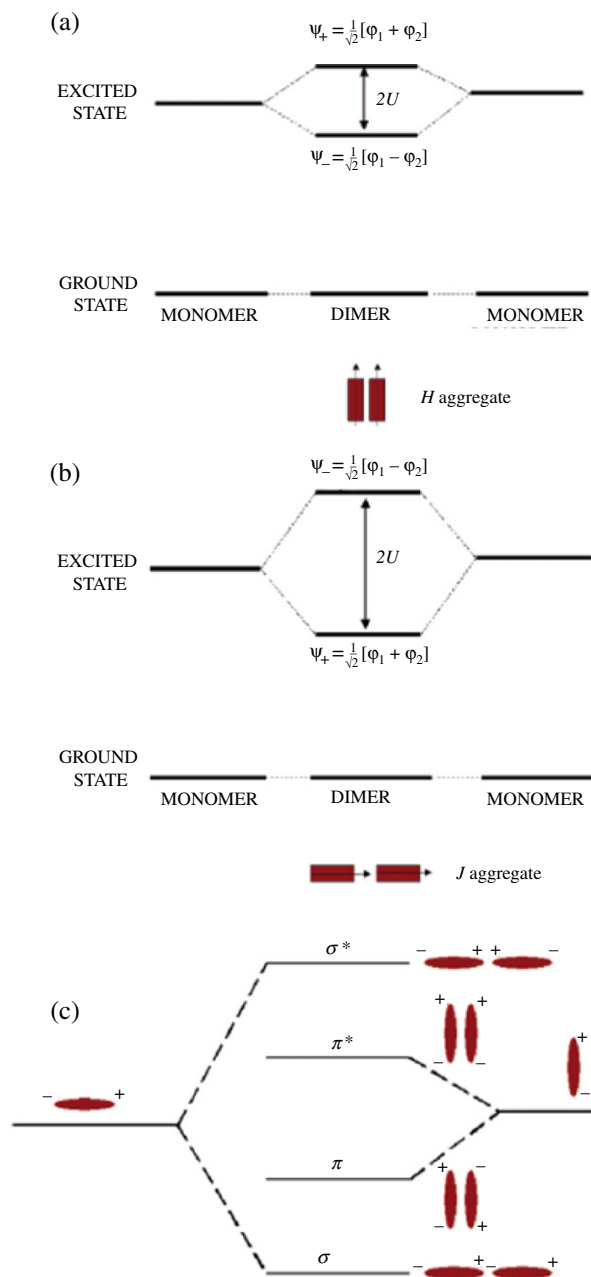 (a)
Ψ₊ = 1/√2 [φ₁ + φ₂]
EXCITED
STATE
2U
Ψ₋ = 1/√2 [φ₁ − φ₂]
GROUND
STATE
MONOMER DIMER MONOMER
H aggregate
(b)
Ψ₋ = 1/√2 [φ₁ − φ₂]
EXCITED
STATE
2U
Ψ₊ = 1/√2 [φ₁ + φ₂]
GROUND
STATE
MONOMER DIMER MONOMER
J aggregate
σ* − + + −
(c)
+ +
π*
− −
+
−
− +
π
+ −
− +
σ − + − +